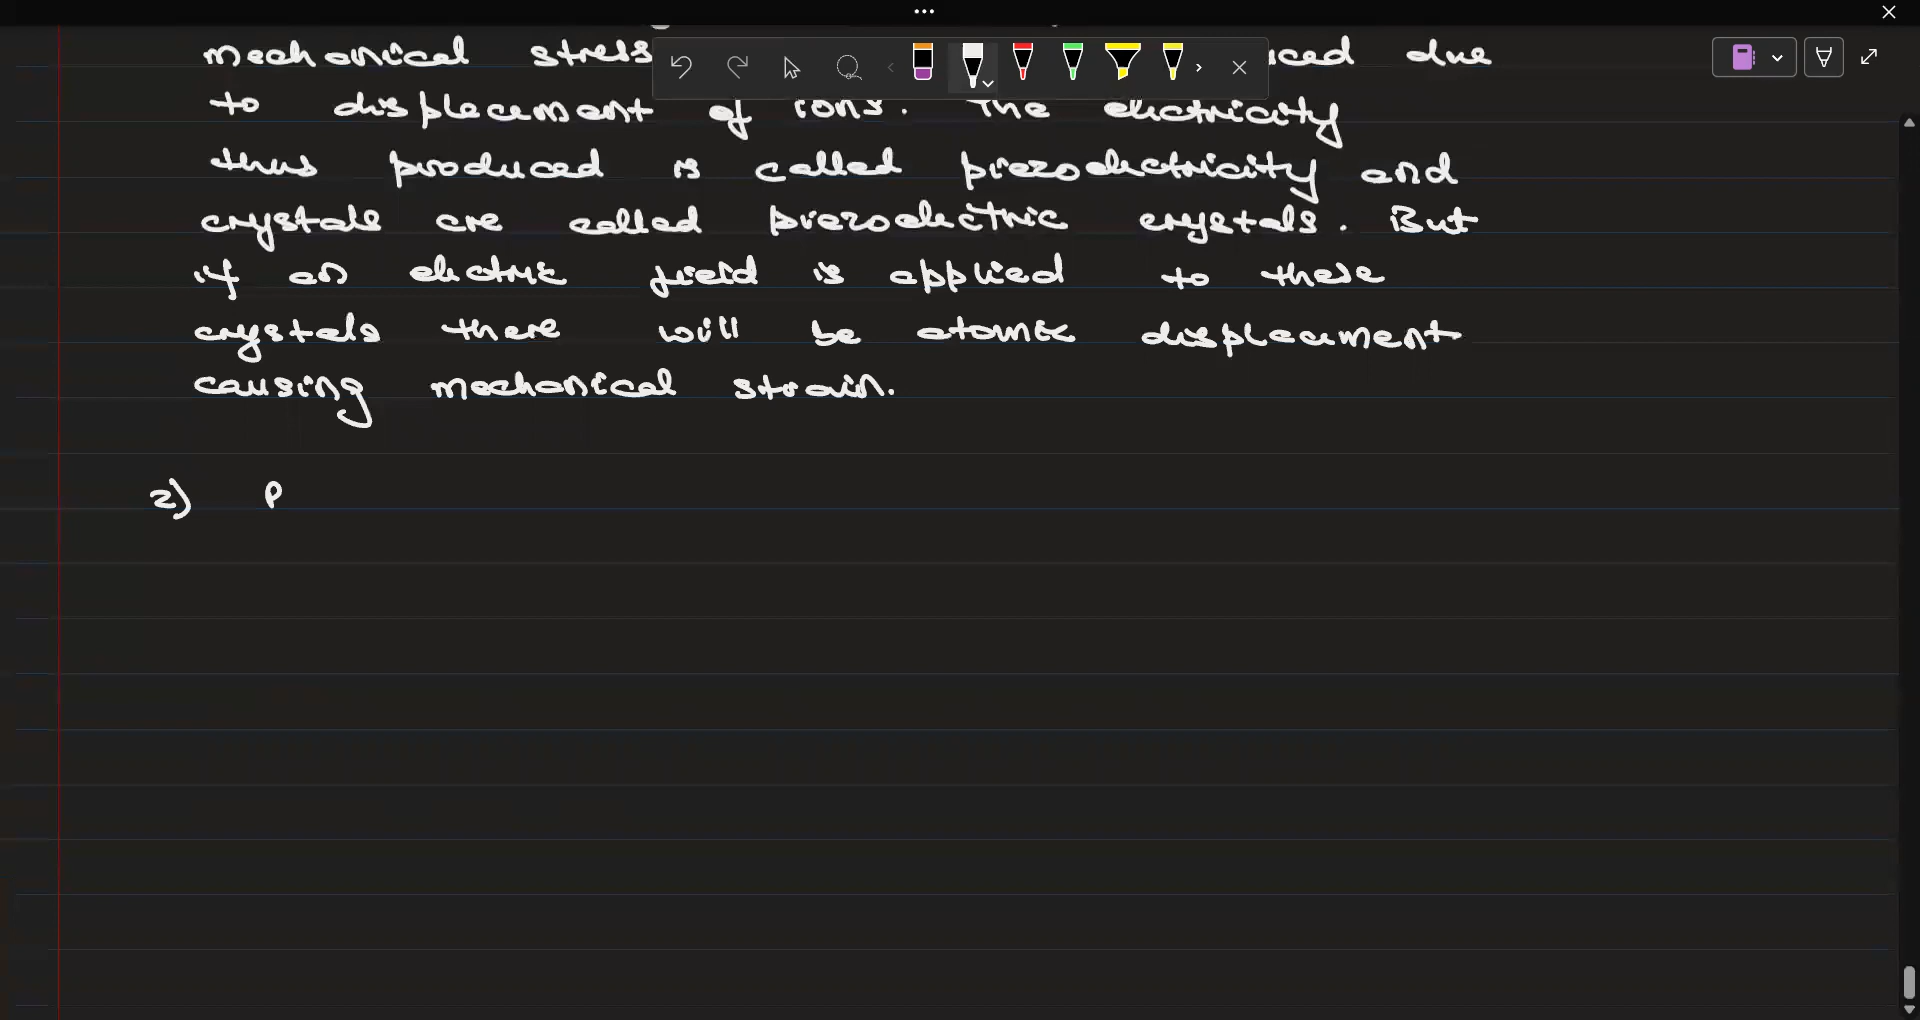 mechanical stress uced due
to displacement of ions. The electricity
thus produced is called piezoelectricity and
crystals are called piezoelectric crystals. But
if an electric field is applied to these
crystals there will be atomic displacement
causing mechanical strain.
2) P